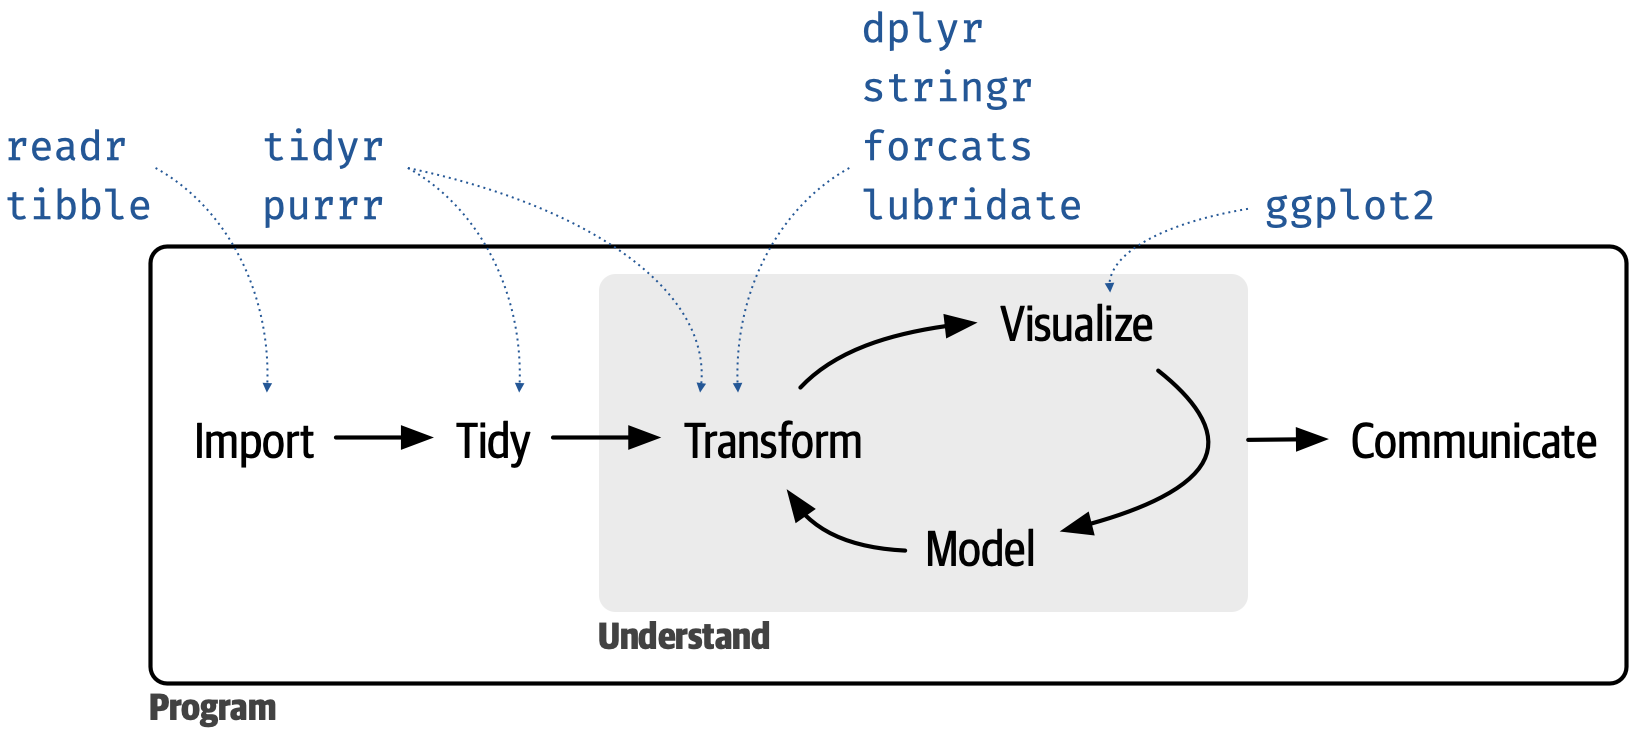 dplyr
stringr
readr
tidyr
forcats
tibble
purrr
lubridate
ggplot2
Visualize
Import
Tidy
Transform
Communicate
Model
Understand
Program